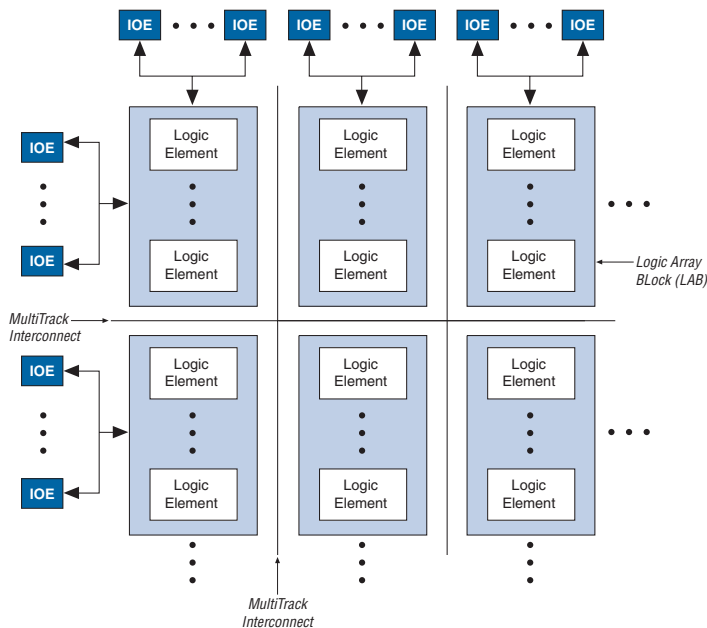 IOE IOE IOE IOE IOE IOE
Logic Element Logic Element Logic Element
IOE
IOE
Logic Element Logic Element Logic Element
Logic Array
BLock (LAB)
MultiTrack
Interconnect
Logic Element Logic Element Logic Element
IOE
IOE
Logic Element Logic Element Logic Element
MultiTrack
Interconnect